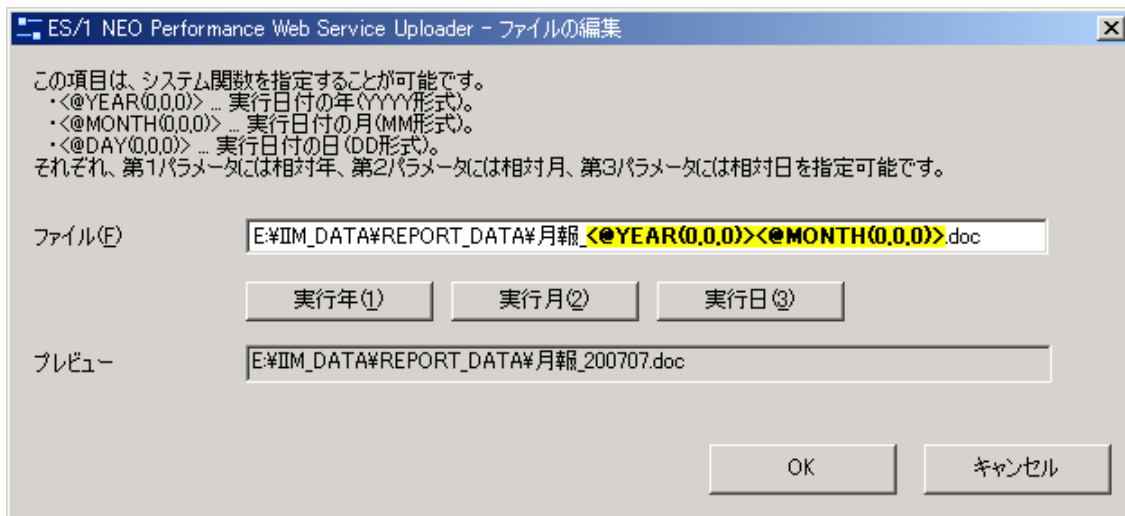 ES/1 NEO Performance Web Service Uploader - ファイルの編集
この項目は、システム関数を指定することが可能です。
・<@YEAR(0,0,0)> ... 実行日付の年(YYYY形式)。
・<@MONTH(0,0,0)> ... 実行日付の月(MM形式)。
・<@DAY(0,0,0)> ... 実行日付の日(DD形式)。
それぞれ、第1パラメータには相対年、第2パラメータには相対月、第3パラメータには相対日を指定可能です。
ファイル(F) E:¥IIM_DATA¥REPORT_DATA¥月報_<@YEAR(0,0,0)><@MONTH(0,0,0)>.doc
実行年(1) 実行月(2) 実行日(3)
プレビュー E:¥IIM_DATA¥REPORT_DATA¥月報_200707.doc
OK キャンセル